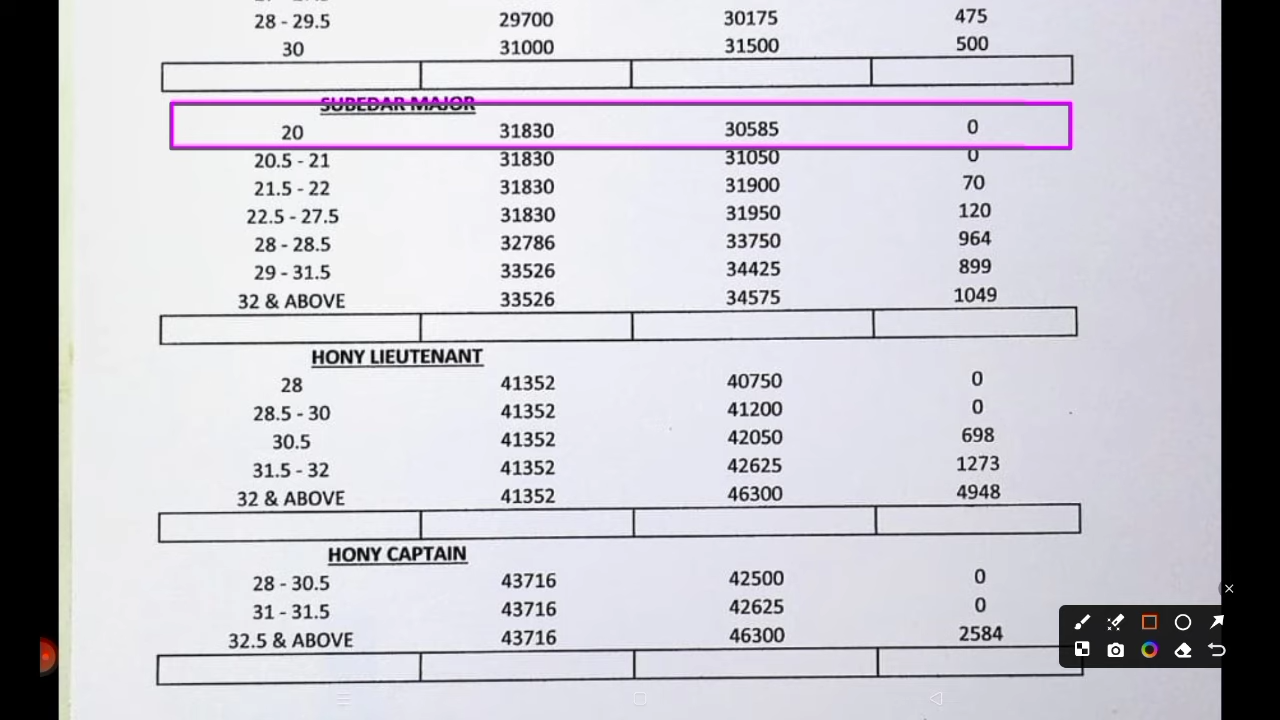 28 - 29.5 29700 30175 475
30 31000 31500 500
SUBEDAR MAJOR
20 31830 30585 0
20.5 - 21 31830 31050 0
21.5 - 22 31830 31900 70
22.5 - 27.5 31830 31950 120
28 - 28.5 32786 33750 964
29 - 31.5 33526 34425 899
32 & ABOVE 33526 34575 1049
HONY LIEUTENANT
28 41352 40750 0
28.5 - 30 41352 41200 0
30.5 41352 42050 698
31.5 - 32 41352 42625 1273
32 & ABOVE 41352 46300 4948
HONY CAPTAIN
28 - 30.5 43716 42500 0
31 - 31.5 43716 42625 0
32.5 & ABOVE 43716 46300 2584